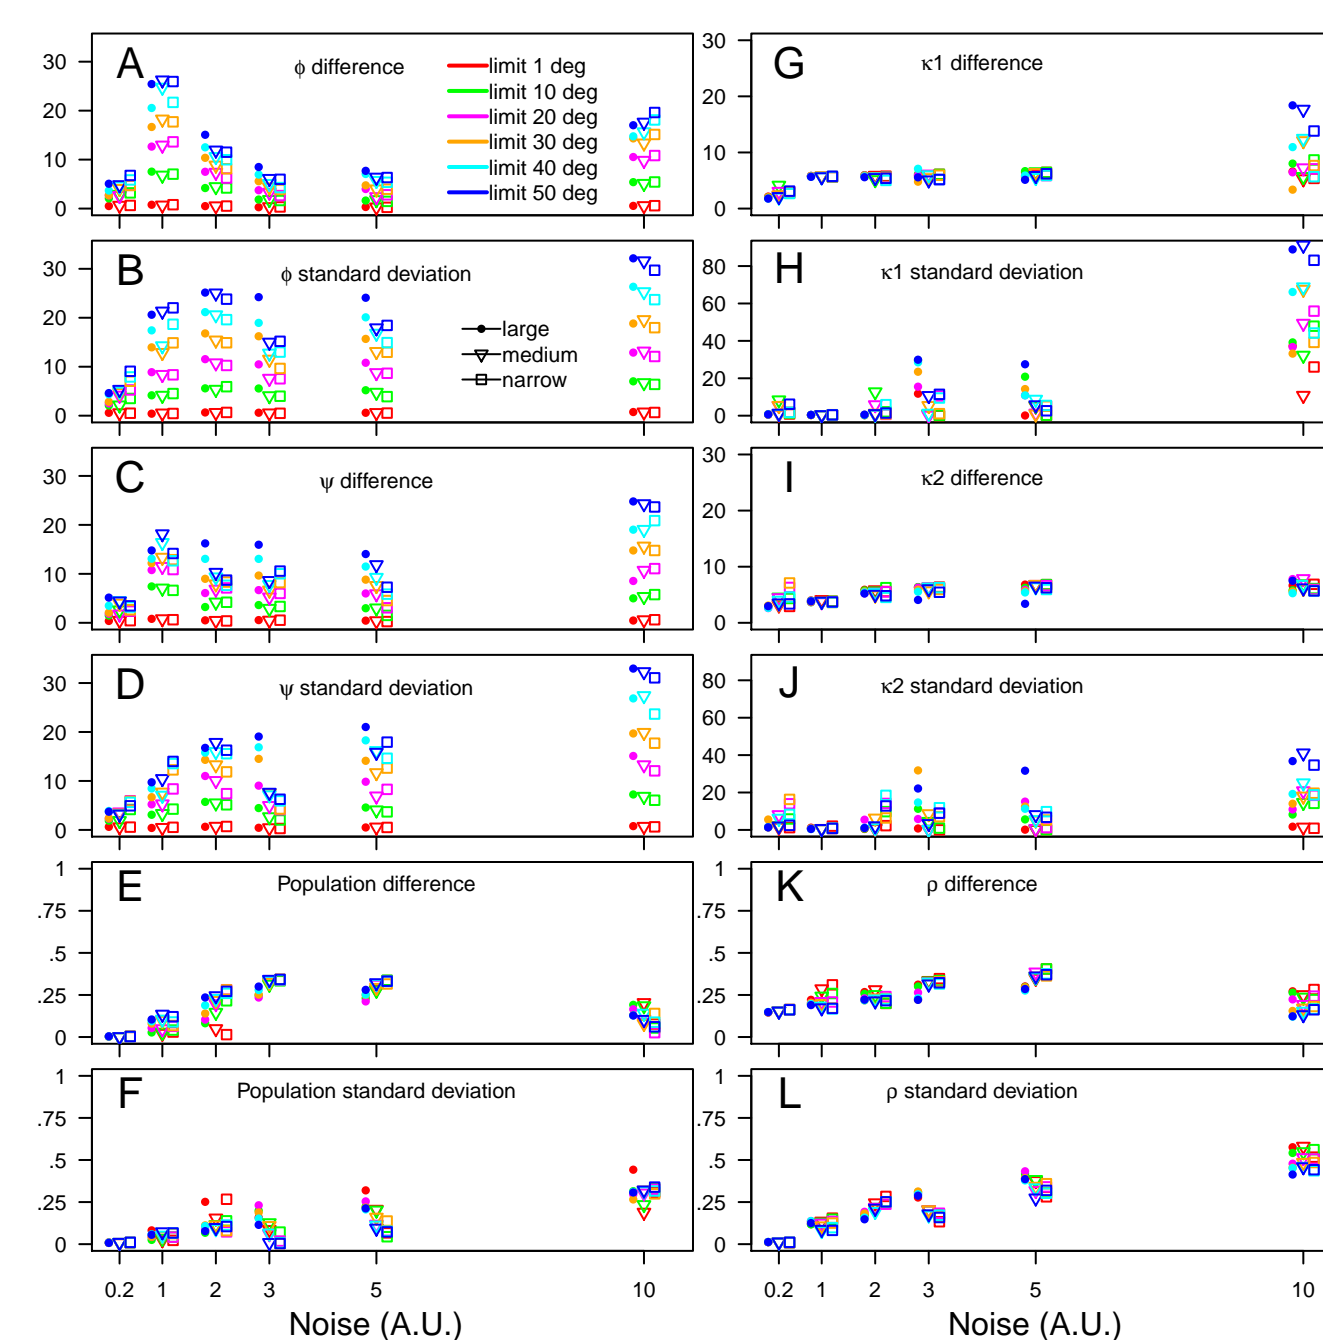 A
φ difference
limit 1 deg
limit 10 deg
limit 20 deg
limit 30 deg
limit 40 deg
limit 50 deg
0
10
20
30
B
φ standard deviation
large
medium
narrow
0
10
20
30
C
ψ difference
0
10
20
30
D
ψ standard deviation
0
10
20
30
E
Population difference
0
.25
.5
.75
1
F
Population standard deviation
0
.25
.5
.75
1
0.2 1 2 3 5 10
Noise (A.U.)
G
κ1 difference
0
10
20
30
H
κ1 standard deviation
0
20
40
60
80
I
κ2 difference
0
10
20
30
J
κ2 standard deviation
0
20
40
60
80
K
ρ difference
0
.25
.5
.75
1
L
ρ standard deviation
0
.25
.5
.75
1
0.2 1 2 3 5 10
Noise (A.U.)